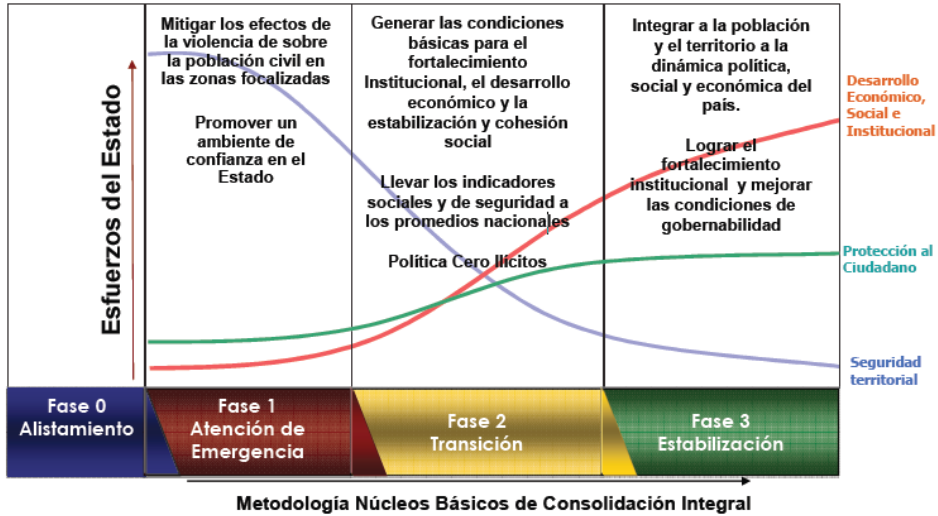 Esfuerzos del Estado
Mitigar los efectos de
la violencia de sobre
la población civil en
las zonas focalizadas
Promover un
ambiente de
confianza en el
Estado
Generar las condiciones
básicas para el
fortalecimiento
Institucional, el desarrollo
económico y la
estabilización y cohesión
social
Llevar los indicadores
sociales y de seguridad a
los promedios nacionales
Política Cero Ilícitos
Integrar a la población
y el territorio a la
dinámica política,
social y económica del
país.
Lograr el
fortalecimiento
institucional y mejorar
las condiciones de
gobernabilidad
Desarrollo
Económico,
Social e
Institucional
Protección al
Ciudadano
Seguridad
territorial
Fase 0
Alistamiento
Fase 1
Atención de
Emergencia
Fase 2
Transición
Fase 3
Estabilización
Metodología Núcleos Básicos de Consolidación Integral